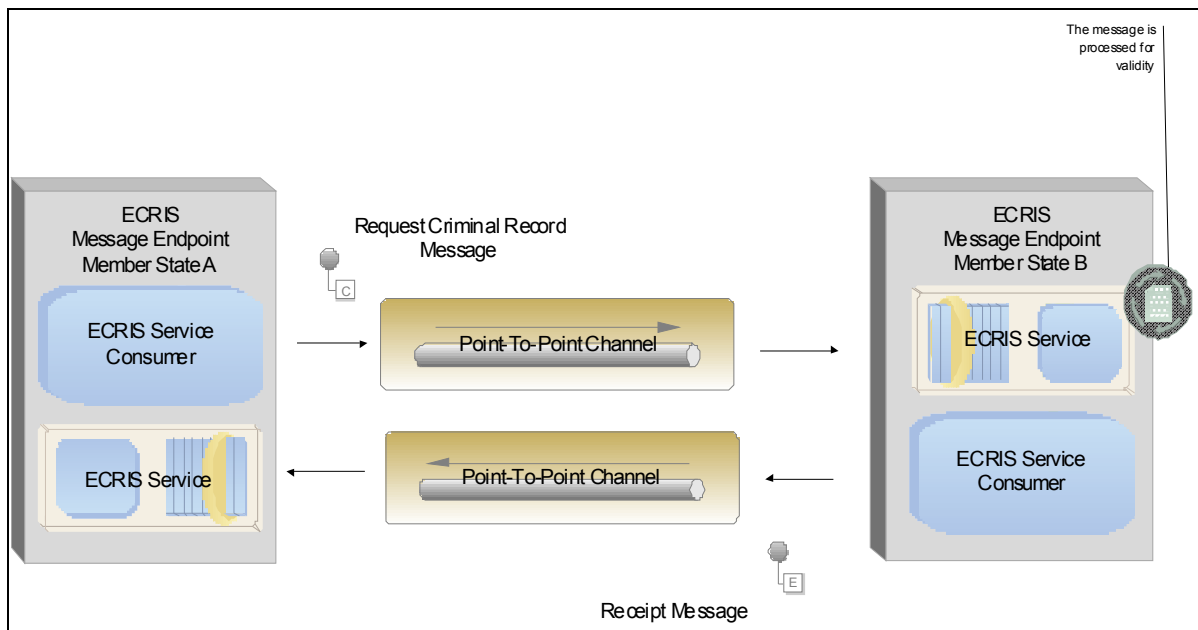 The message is
processed for
validity
ECRIS
Message Endpoint
Member State A
ECRIS Service
Consumer
ECRIS Service
Request Criminal Record
Message
C
Point-To-Point Channel
Point-To-Point Channel
E
Receipt Message
ECRIS
Message Endpoint
Member State B
ECRIS Service
ECRIS Service
Consumer